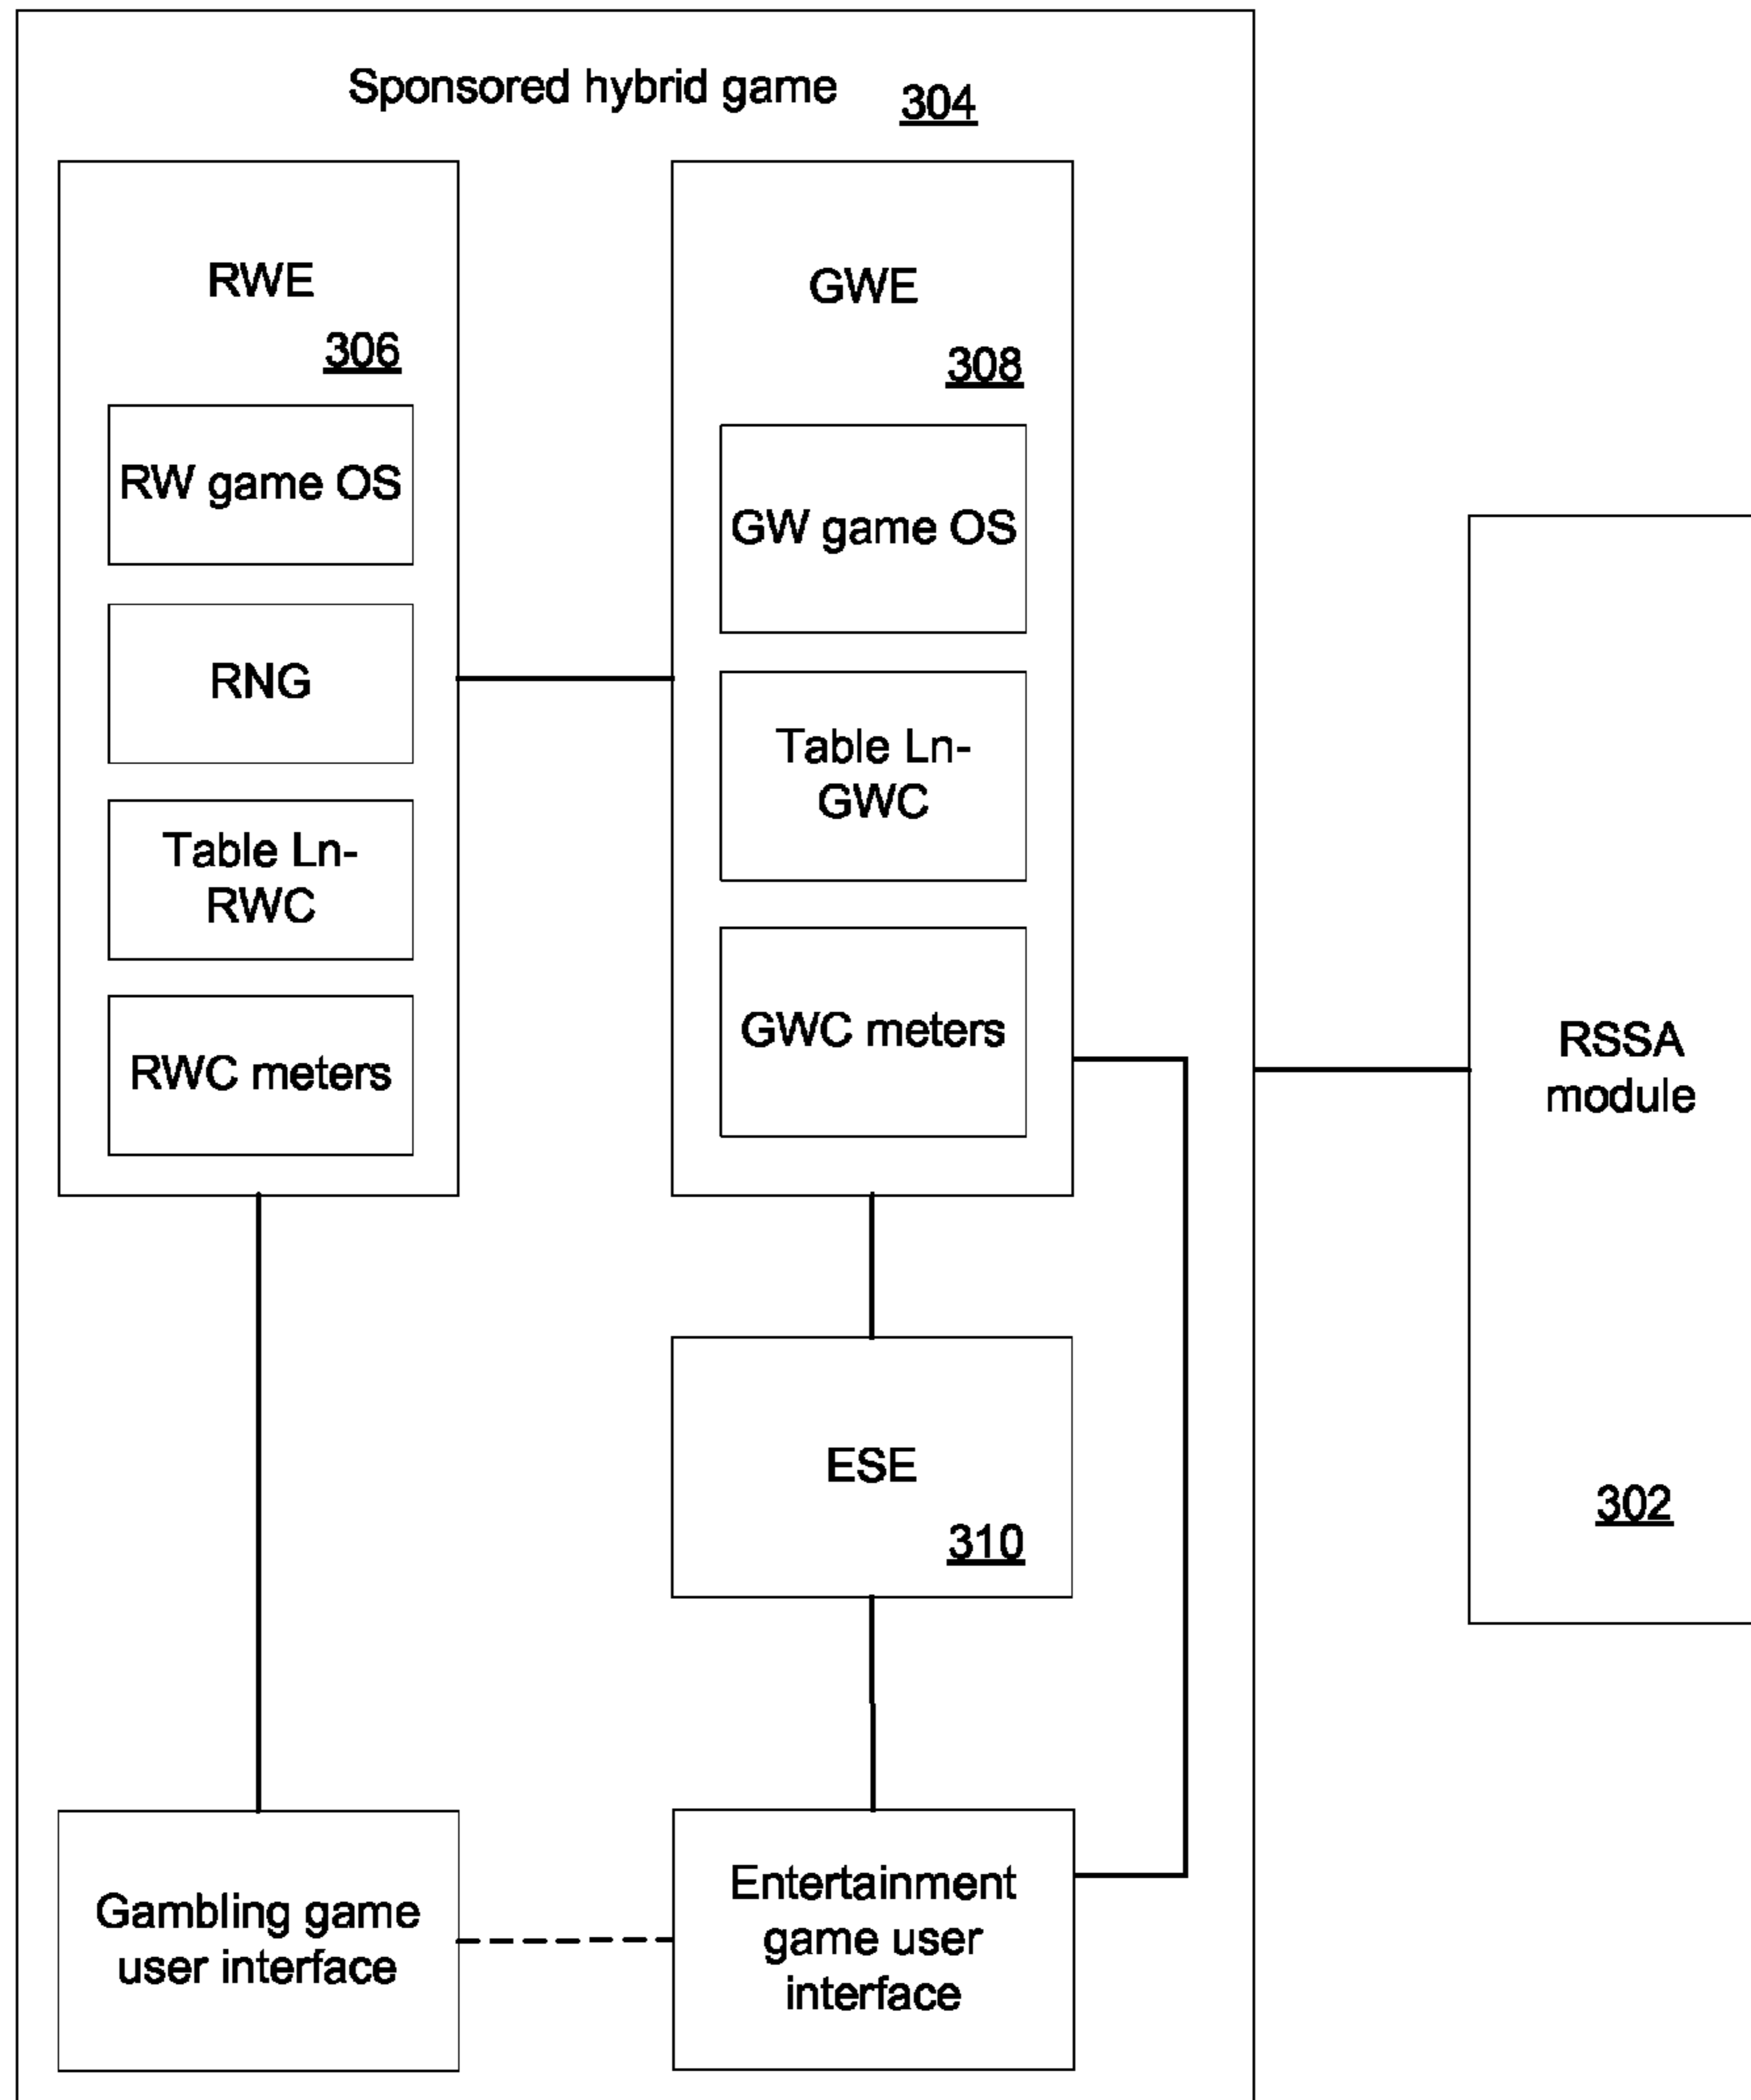 Sponsored hybrid game
304
RWE
306
RW game OS
RNG
Table Ln-
RWC
RWC meters
GWE
308
GW game OS
Table Ln-
GWC
GWC meters
ESE
310
Gambling game
user interface
Entertainment
game user
interface
RSSA
module
302